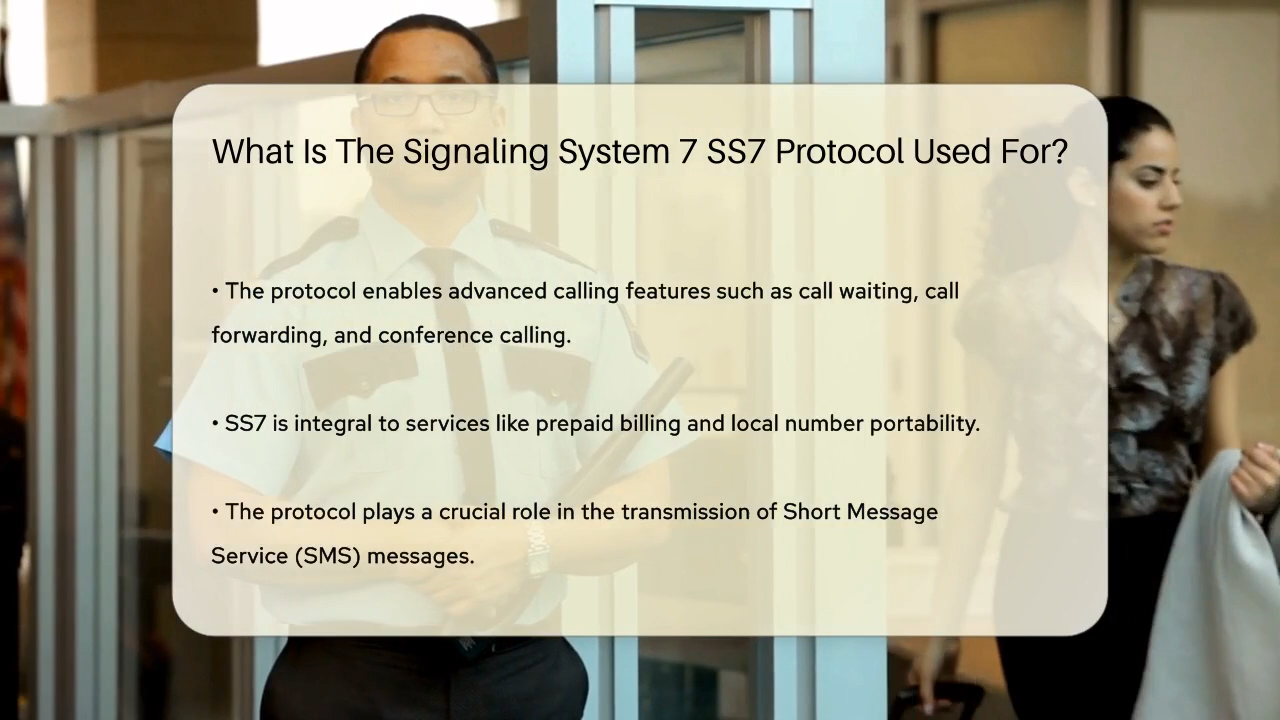 What Is The Signaling System 7 SS7 Protocol Used For?
• The protocol enables advanced calling features such as call waiting, call
forwarding, and conference calling.
• SS7 is integral to services like prepaid billing and local number portability.
• The protocol plays a crucial role in the transmission of Short Message
Service (SMS) messages.